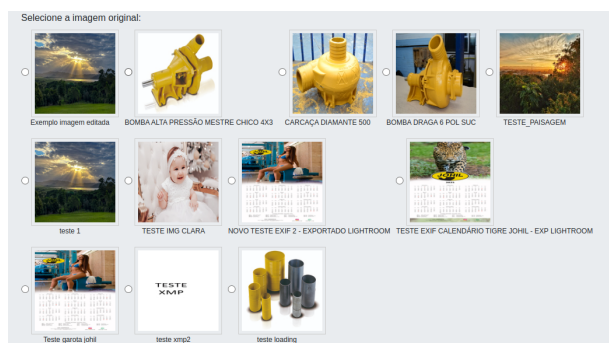 Selecione a imagem original:
Exemplo imagem editada
BOMBA ALTA PRESSÃO MESTRE CHICO 4X3
CARCAÇA DIAMANTE 500
BOMBA DRAGA 6 POL SUC
TESTE_PAISAGEM
teste 1
TESTE IMG CLARA
NOVO TESTE EXIF 2 - EXPORTADO LIGHTROOM
JOHIL
TESTE EXIF CALENDÁRIO TIGRE JOHIL - EXP LIGHTROOM
Teste garota johil
TESTE
XMP
teste xmp2
teste loading